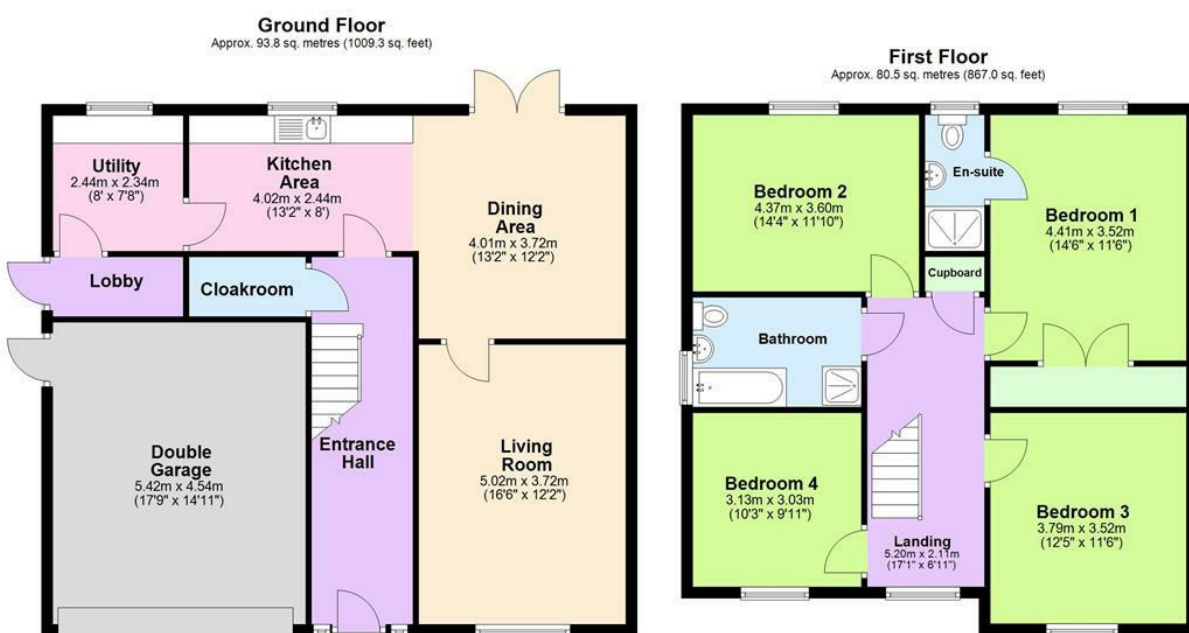 Ground Floor
Approx. 93.8 sq. metres (1009.3 sq. feet)
Utility
2.44m x 2.34m
(8' x 7'8")
Kitchen
Area
4.02m x 2.44m
(13'2" x 8')
Dining
Area
4.01m x 3.72m
(13'2" x 12'2")
Lobby
Cloakroom
Double
Garage
5.42m x 4.54m
(17'9" x 14'11")
Entrance
Hall
Living
Room
5.02m x 3.72m
(16'6" x 12'2")
First Floor
Approx. 80.5 sq. metres (867.0 sq. feet)
Bedroom 2
4.37m x 3.60m
(14'4" x 11'10")
En-suite
Bedroom 1
4.41m x 3.52m
(14'6" x 11'6")
Cupboard
Bathroom
Bedroom 4
3.13m x 3.03m
(10'3" x 9'11")
Landing
5.20m x 2.11m
(17'1" x 6'11")
Bedroom 3
3.79m x 3.52m
(12'5" x 11'6")